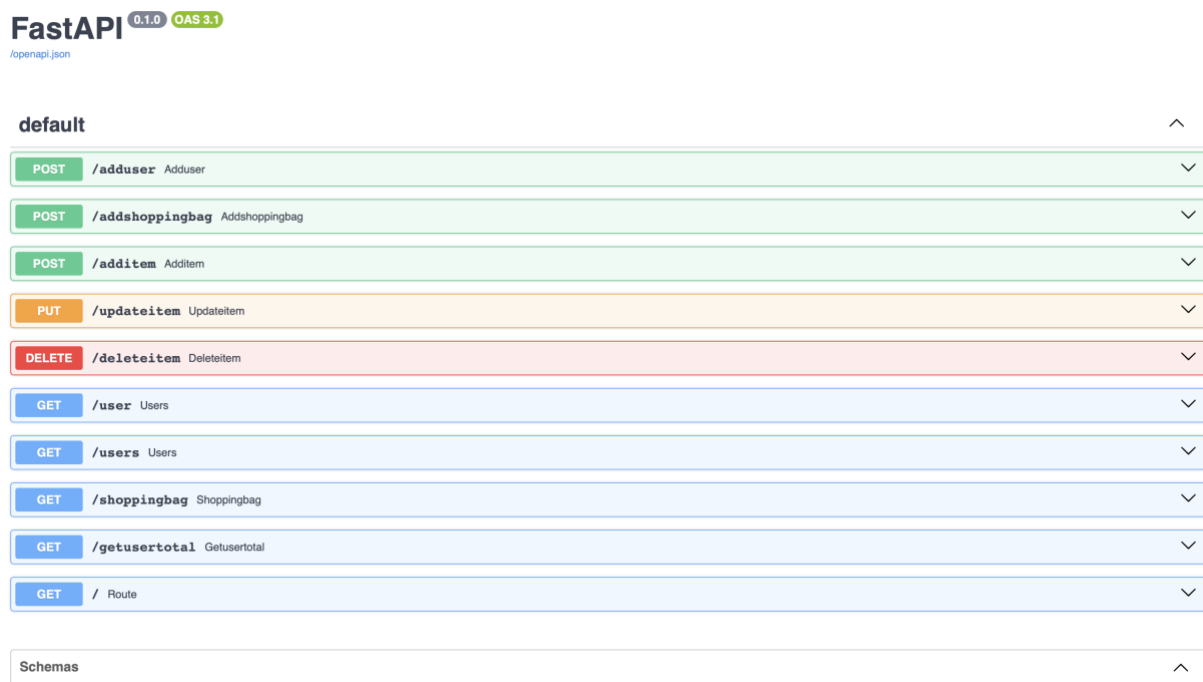 FastAPI 0.1.0 OAS 3.1
/openapi.json
default
POST /adduser Adduser
POST /addshoppingbag Addshoppingbag
POST /additem Additem
PUT /updateitem Updateitem
DELETE /deleteitem Deleteitem
GET /user Users
GET /users Users
GET /shoppingbag Shoppingbag
GET /getusertotal Getusertotal
GET / Route
Schemas